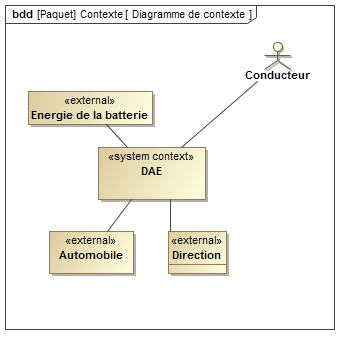 bdd [Paquet] Contexte [ Diagramme de contexte ]
Conducteur
«external»
Energie de la batterie
«system context»
DAE
«external»
Automobile
«external»
Direction